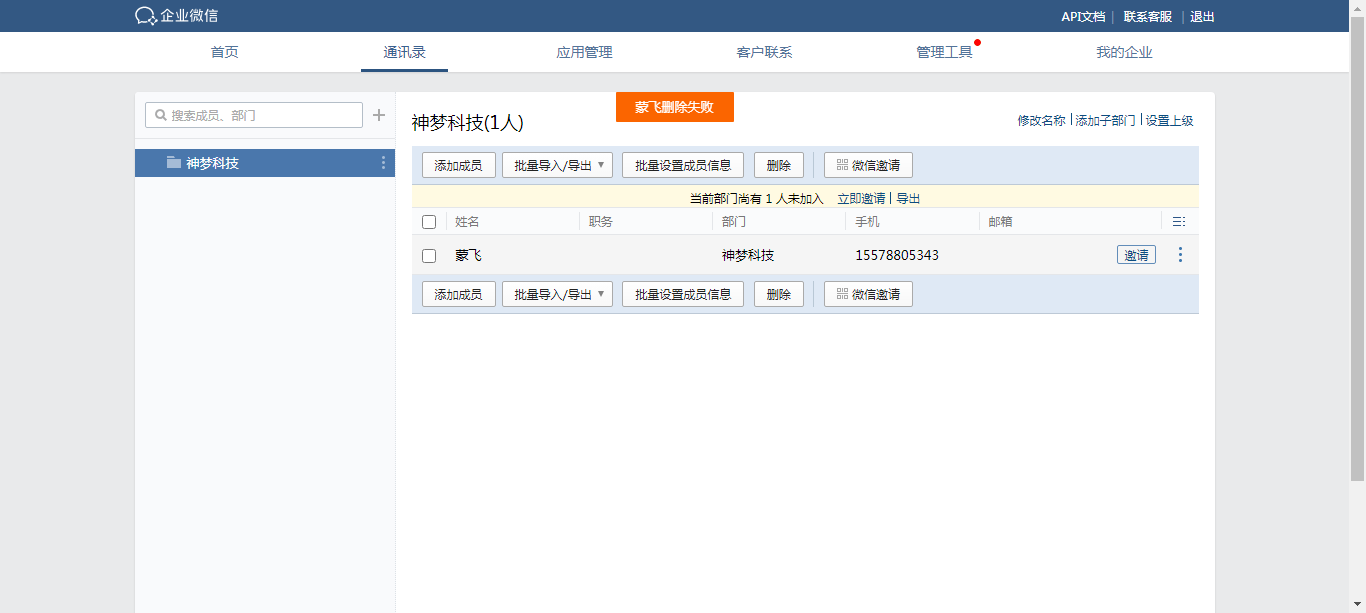 企业微信
API文档 | 联系客服 | 退出
首页 通讯录 应用管理 客户联系 管理工具 我的企业
搜索成员、部门
神梦科技
蒙飞删除失败
神梦科技(1人)
修改名称 | 添加子部门 | 设置上级
添加成员 批量导入/导出 批量设置成员信息 删除 微信邀请
当前部门尚有 1 人未加入 立即邀请 | 导出
姓名 职务 部门 手机 邮箱
蒙飞 神梦科技 15578805343 邀请
添加成员 批量导入/导出 批量设置成员信息 删除 微信邀请